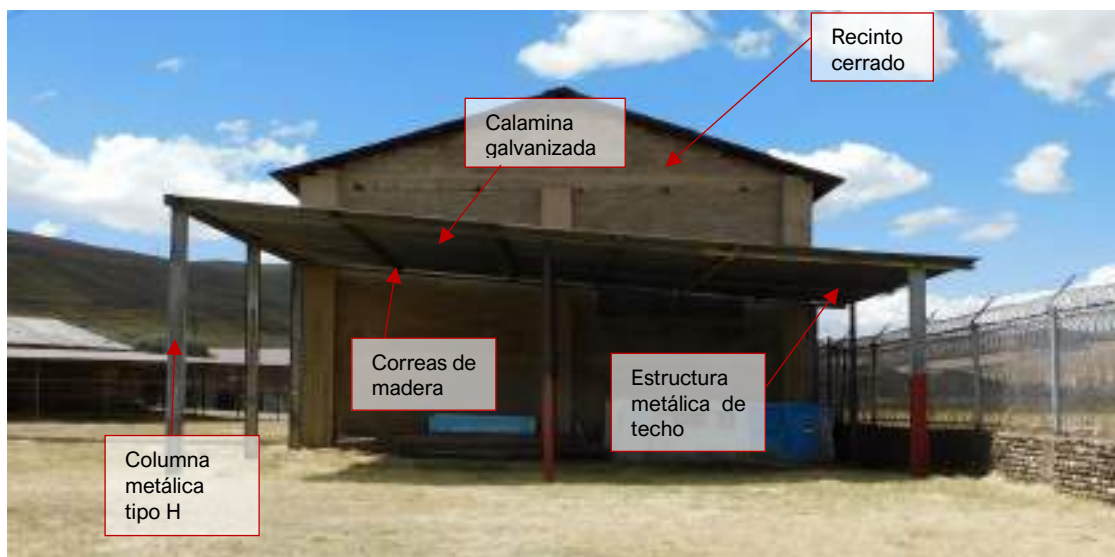 Recinto
cerrado
Calamina
galvanizada
Correas de
madera
Estructura
metálica de
techo
Columna
metálica
tipo H